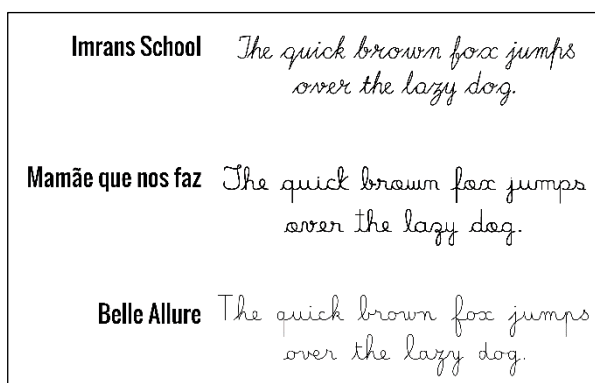 Imrans School The quick brown fox jumps
over the lazy dog.
Mamãe que nos faz The quick brown fox jumps
over the lazy dog.
Belle Allure The quick brown fox jumps
over the lazy dog.